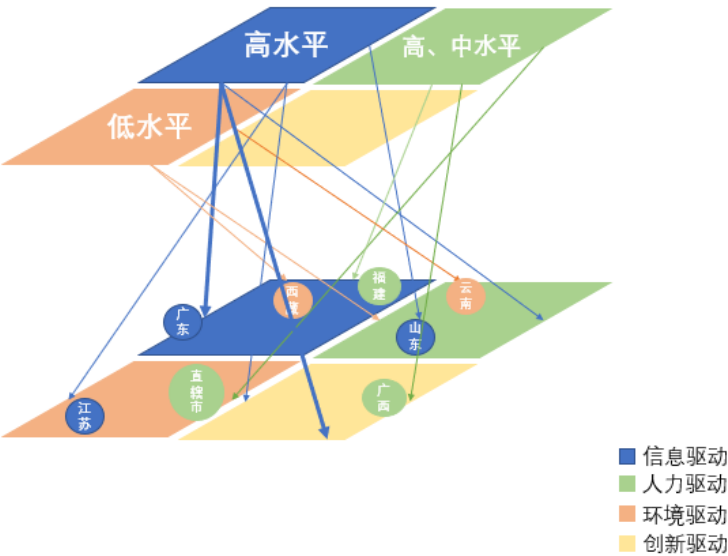 高水平
高、中水平
低水平
福
建
西
藏
云
南
广
东
山
东
直
辖
市
广
西
江
苏
信息驱动
人力驱动
环境驱动
创新驱动